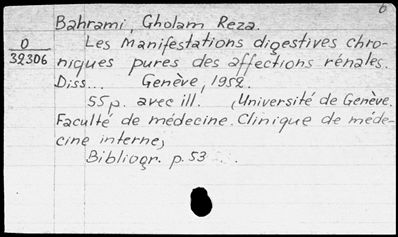 6
Bahrami, Gholam Reza.
0
32306
Les manifestations digestives chro-
niques pures des affections rénales.
Diss... Genève, 1952.
55 p. avec ill. (Université de Genève.
Faculté de médecine. Clinique de méde-
cine interne)
Bibliogr. p. 53